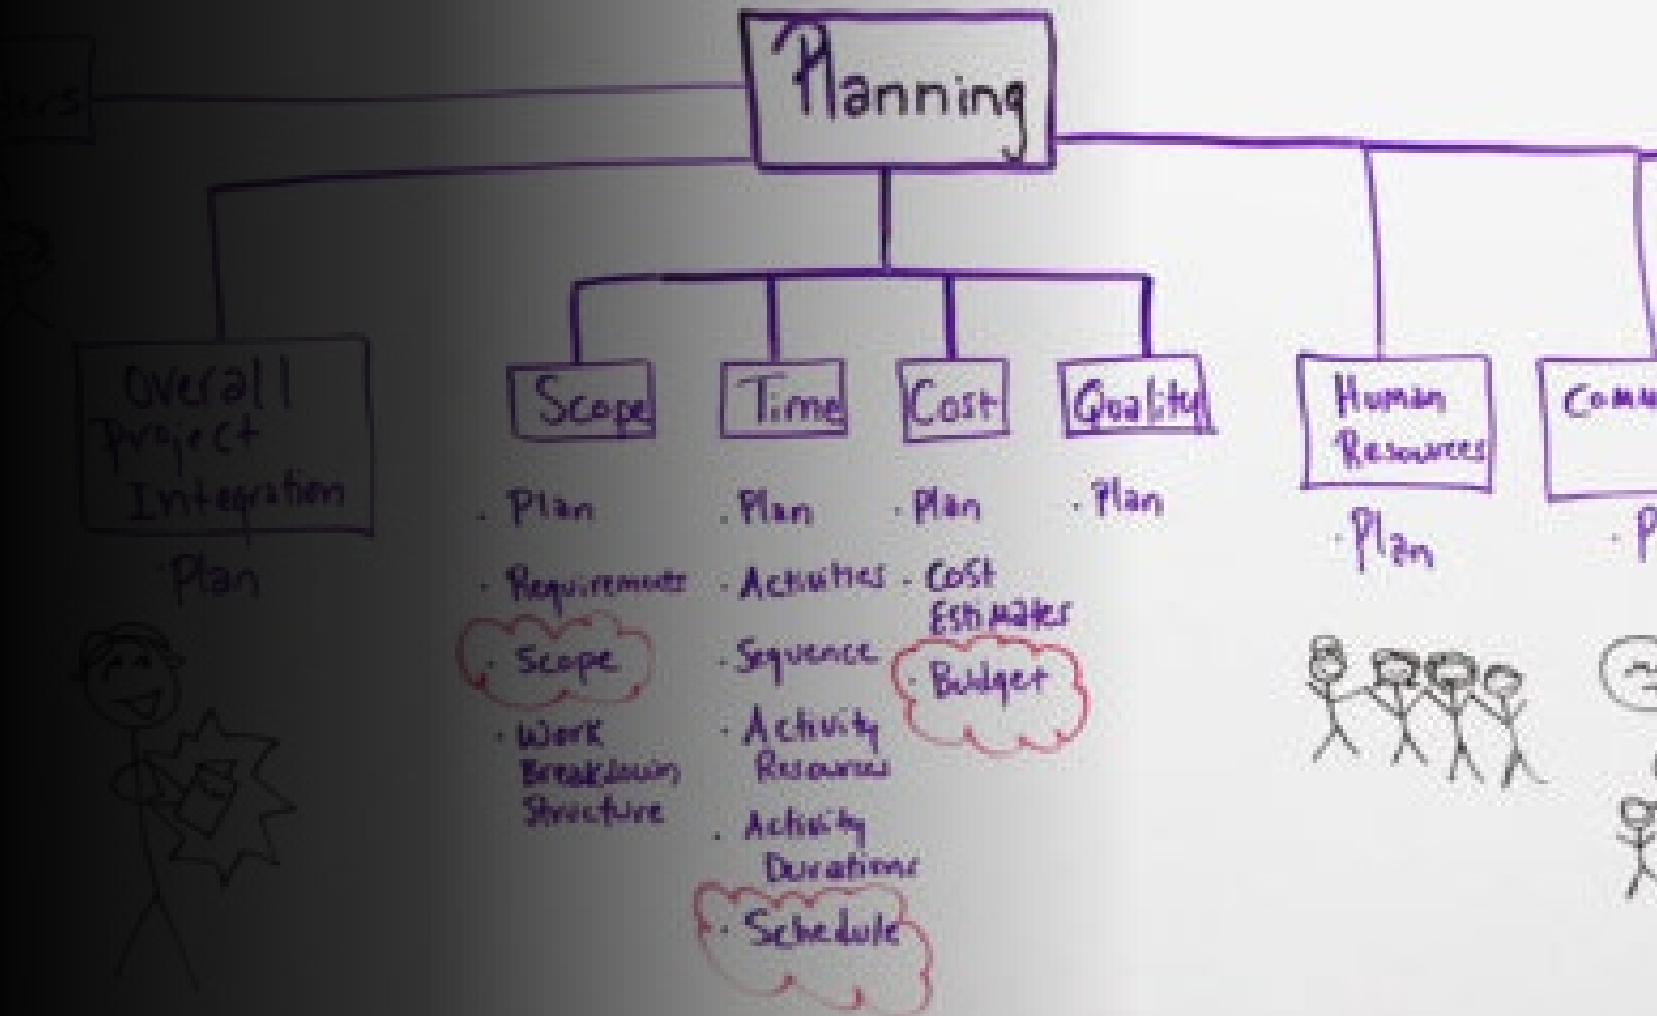 Planning
Overall
Project
Integration
· Plan
Scope
· Plan
· Requirements
· Scope
· Work
Breakdown
Structure
Time
· Plan
· Activities
· Sequence
· Activity
Resources
· Activity
Durations
· Schedule
Cost
· Plan
· Cost
Estimates
· Budget
Quality
· Plan
Human
Resources
· Plan